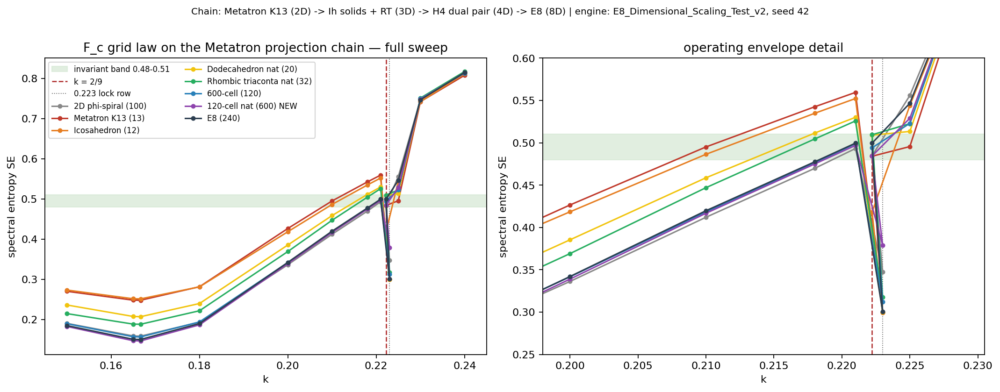 Chain: Metatron K13 (2D) -> Ih solids + RT (3D) -> H4 dual pair (4D) -> E8 (8D) | engine: E8_Dimensional_Scaling_Test_v2, seed 42
F_c grid law on the Metatron projection chain — full sweep
invariant band 0.48-0.51
k = 2/9
0.223 lock row
2D phi-spiral (100)
Metatron K13 (13)
Icosahedron (12)
Dodecahedron nat (20)
Rhombic triaconta nat (32)
600-cell (120)
120-cell nat (600) NEW
E8 (240)
spectral entropy SE
0.8
0.7
0.6
0.5
0.4
0.3
0.2
0.16
0.18
0.20
0.22
0.24
k
operating envelope detail
spectral entropy SE
0.60
0.55
0.50
0.45
0.40
0.35
0.30
0.25
0.200
0.205
0.210
0.215
0.220
0.225
0.230
k